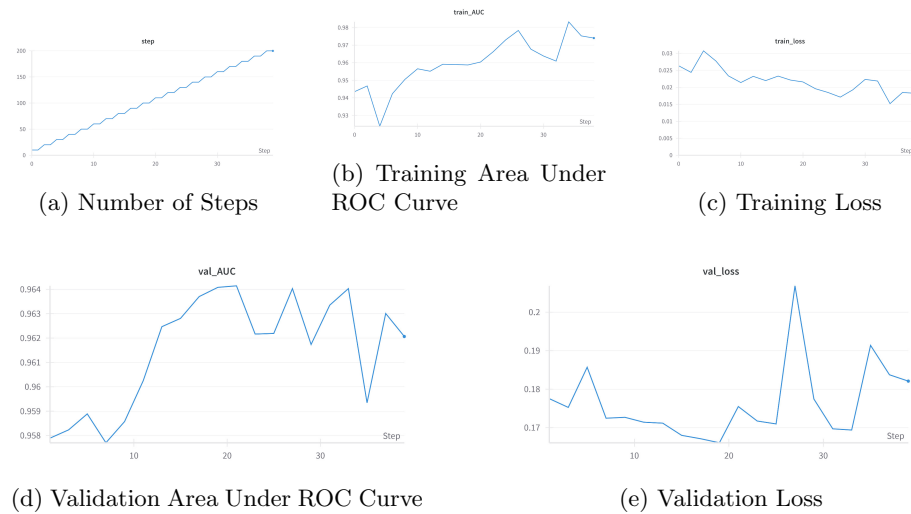 step
200
150
100
50
0
0
10
20
30
Step
(a) Number of Steps
train_AUC
0.98
0.97
0.96
0.95
0.94
0.93
0
10
20
30
Step
(b) Training Area Under
ROC Curve
train_loss
0.03
0.025
0.02
0.015
0.01
0.005
0
0
10
20
30
Step
(c) Training Loss
val_AUC
0.964
0.963
0.962
0.961
0.96
0.959
0.958
10
20
30
Step
(d) Validation Area Under ROC Curve
val_loss
0.2
0.19
0.18
0.17
10
20
30
Step
(e) Validation Loss